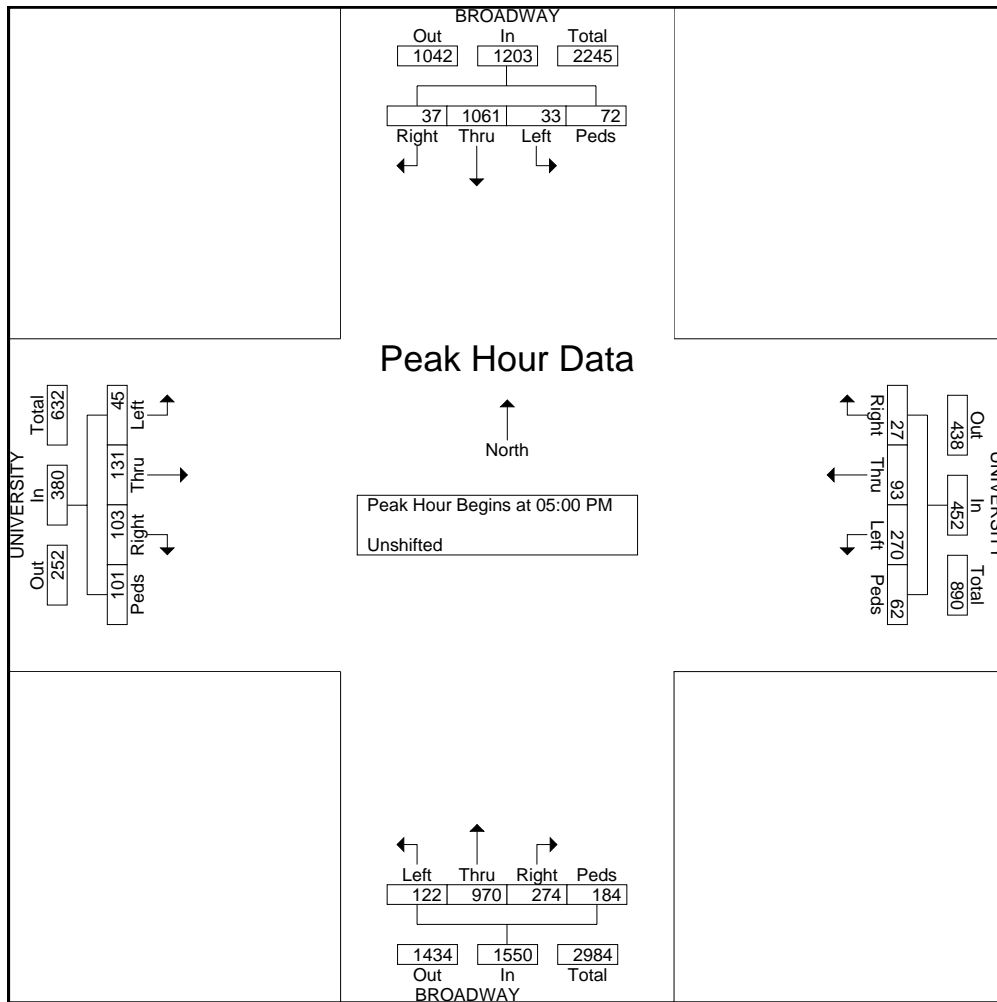 BROADWAY
Out In Total
1042 1203 2245
37 1061 33 72
Right Thru Left Peds
Peak Hour Data
North
Peak Hour Begins at 05:00 PM
Unshifted
UNIVERSITY
Total In Out
632 380 252
45 131 103 101
Left Thru Right Peds
UNIVERSITY
Out In Total
438 452 890
27 93 270 62
Right Thru Left Peds
Left Thru Right Peds
122 970 274 184
1434 1550 2984
Out In Total
BROADWAY